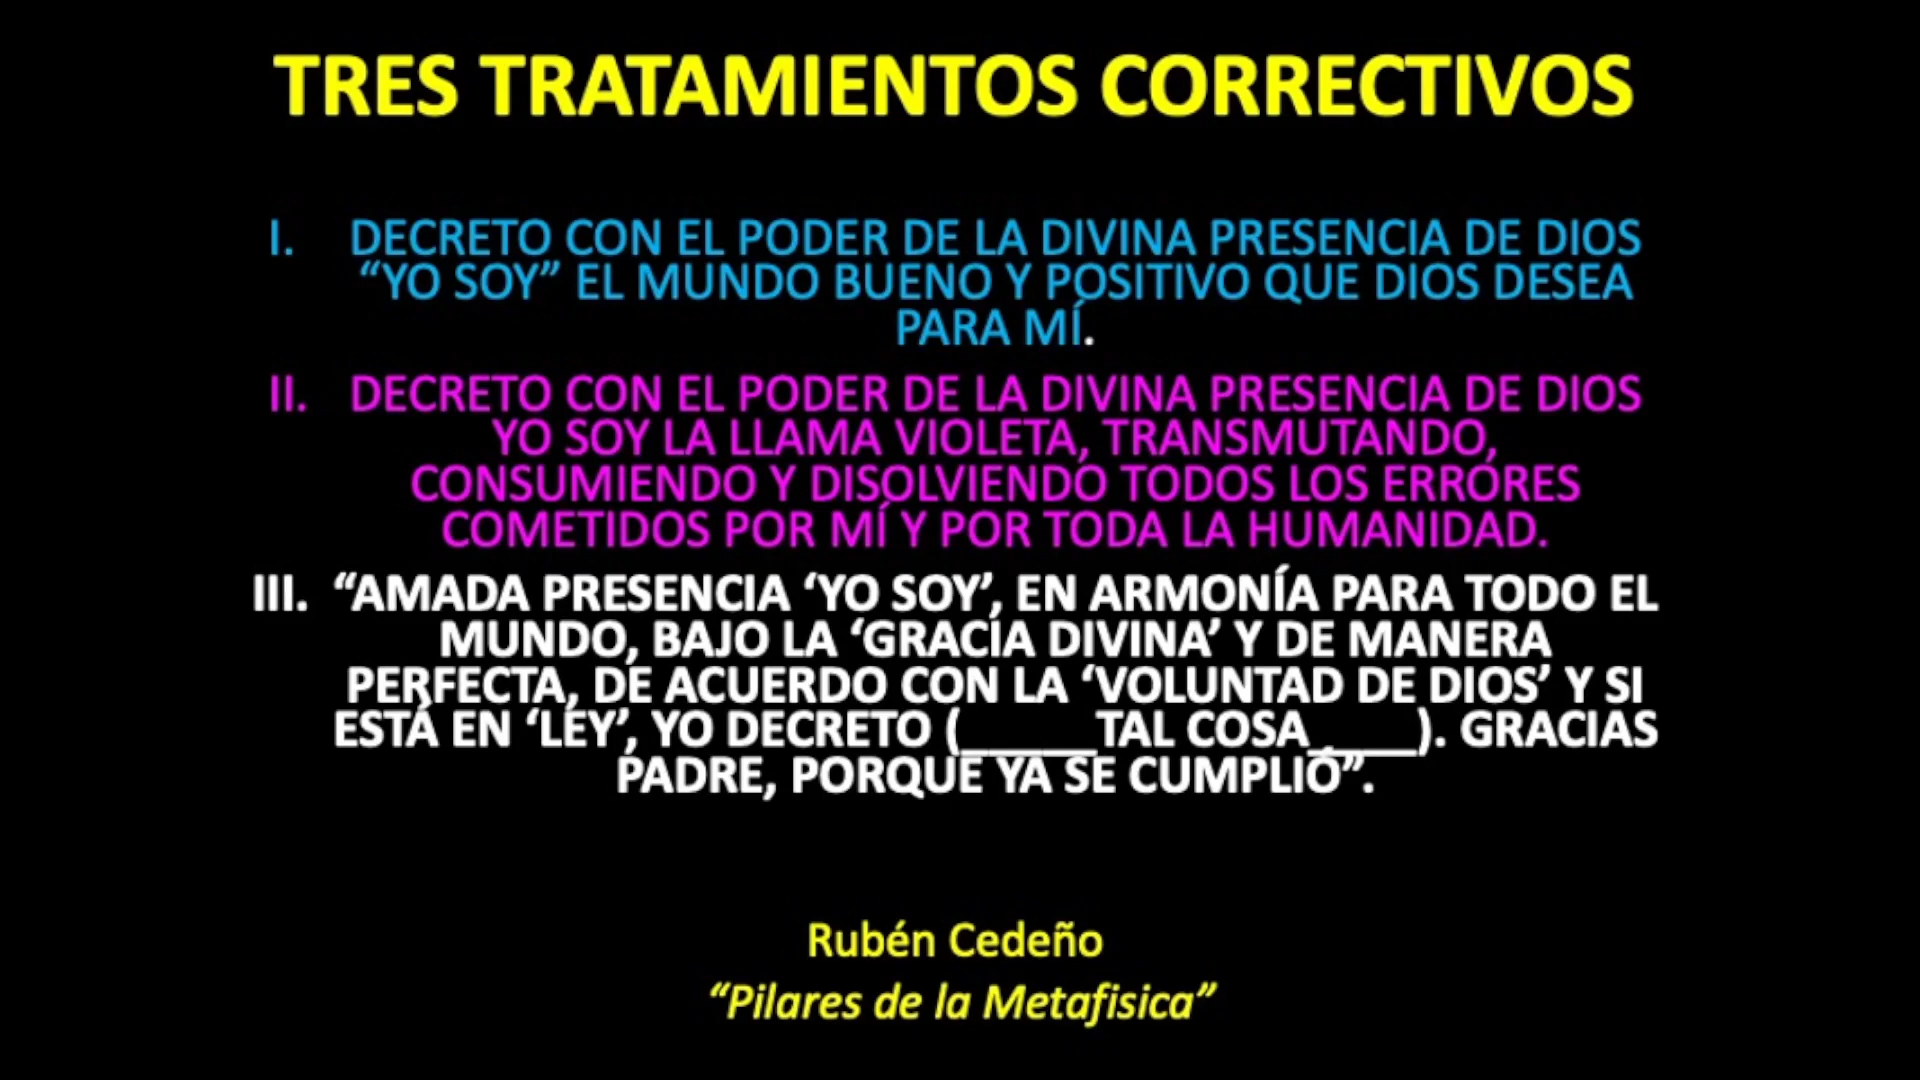 TRES TRATAMIENTOS CORRECTIVOS
I. DECRETO CON EL PODER DE LA DIVINA PRESENCIA DE DIOS
“YO SOY” EL MUNDO BUENO Y POSITIVO QUE DIOS DESEA
PARA MÍ.
II. DECRETO CON EL PODER DE LA DIVINA PRESENCIA DE DIOS
YO SOY LA LLAMA VIOLETA, TRANSMUTANDO,
CONSUMIENDO Y DISOLVIENDO TODOS LOS ERRORES
COMETIDOS POR MÍ Y POR TODA LA HUMANIDAD.
III. “AMADA PRESENCIA ‘YO SOY’, EN ARMONÍA PARA TODO EL
MUNDO, BAJO LA ‘GRACIA DIVINA’ Y DE MANERA
PERFECTA, DE ACUERDO CON LA ‘VOLUNTAD DE DIOS’ Y SI
ESTÁ EN ‘LEY’, YO DECRETO (_____TAL COSA____). GRACIAS
PADRE, PORQUE YA SE CUMPLIÓ”.
Rubén Cedeño
“Pilares de la Metafisica”